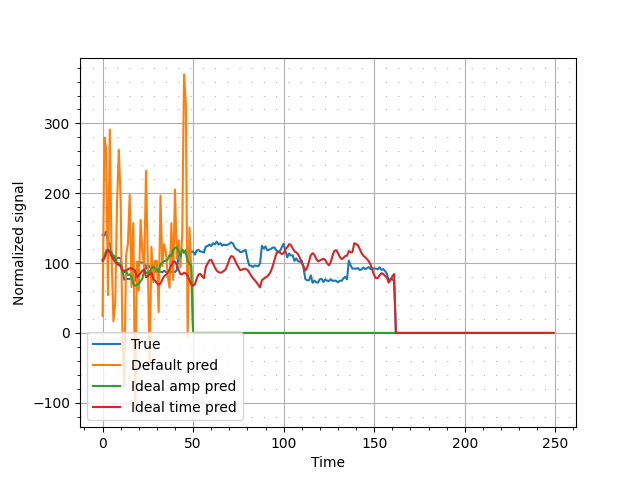 300
200
100
0
−100
Normalized signal
True
Default pred
Ideal amp pred
Ideal time pred
0
50
100
150
200
250
Time